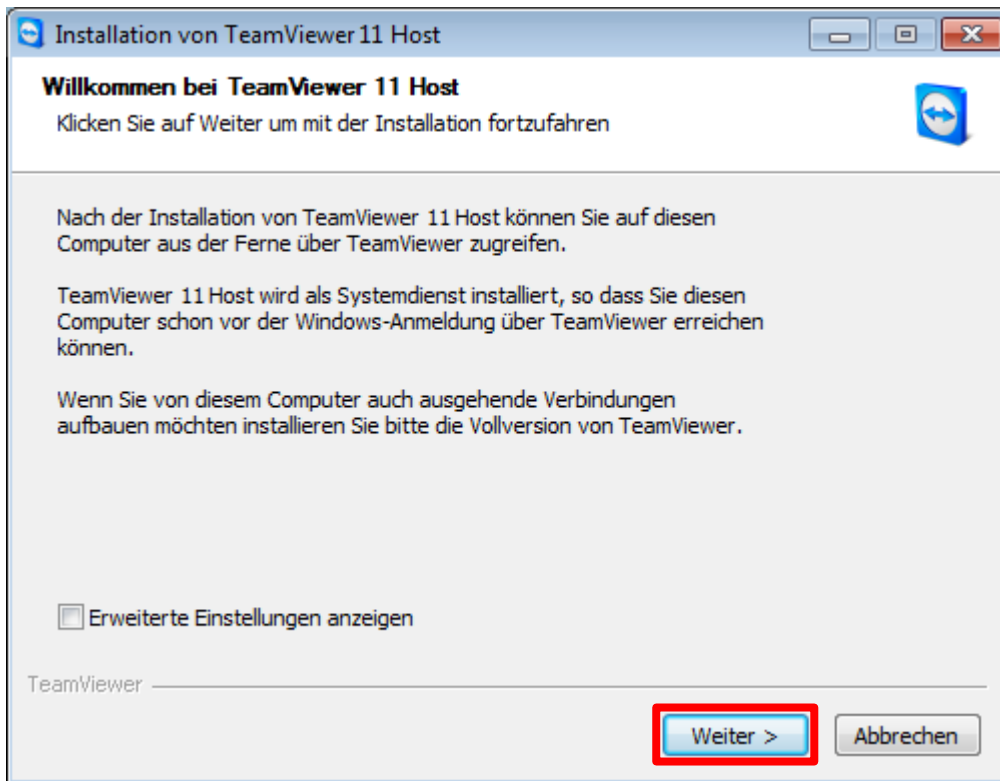 Installation von TeamViewer 11 Host
Willkommen bei TeamViewer 11 Host
Klicken Sie auf Weiter um mit der Installation fortzufahren
Nach der Installation von TeamViewer 11 Host können Sie auf diesen
Computer aus der Ferne über TeamViewer zugreifen.
TeamViewer 11 Host wird als Systemdienst installiert, so dass Sie diesen
Computer schon vor der Windows-Anmeldung über TeamViewer erreichen
können.
Wenn Sie von diesem Computer auch ausgehende Verbindungen
aufbauen möchten installieren Sie bitte die Vollversion von TeamViewer.
Erweiterte Einstellungen anzeigen
TeamViewer
Weiter >
Abbrechen